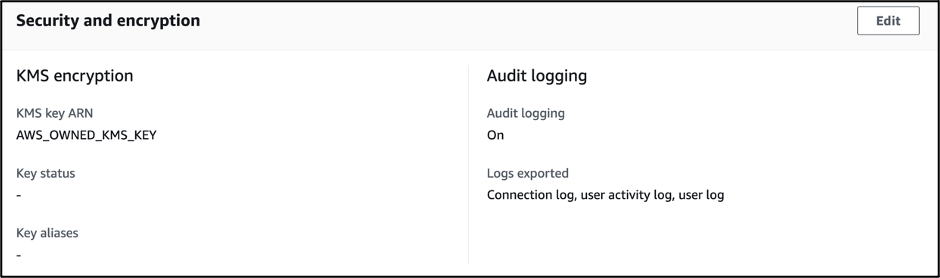 Security and encryption
Edit
KMS encryption
KMS key ARN
AWS_OWNED_KMS_KEY
Key status
-
Key aliases
-
Audit logging
Audit logging
On
Logs exported
Connection log, user activity log, user log